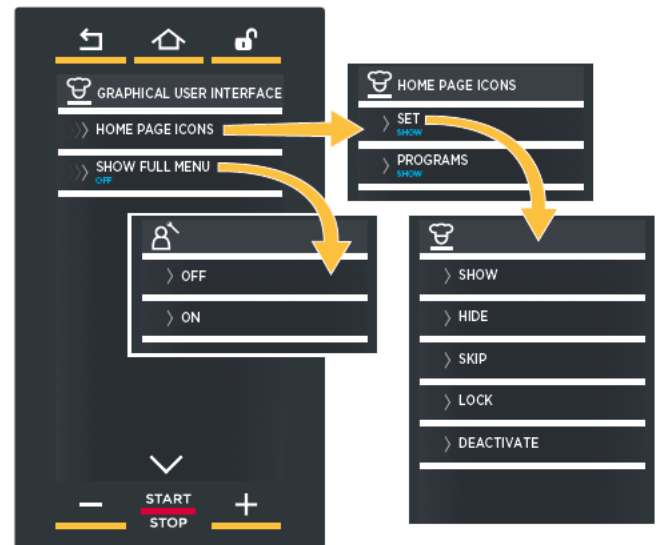 GRAPHICAL USER INTERFACE
HOME PAGE ICONS
SHOW FULL MENU
OFF
HOME PAGE ICONS
SET
SHOW
PROGRAMS
SHOW
OFF
ON
SHOW
HIDE
SKIP
LOCK
DEACTIVATE
START
STOP